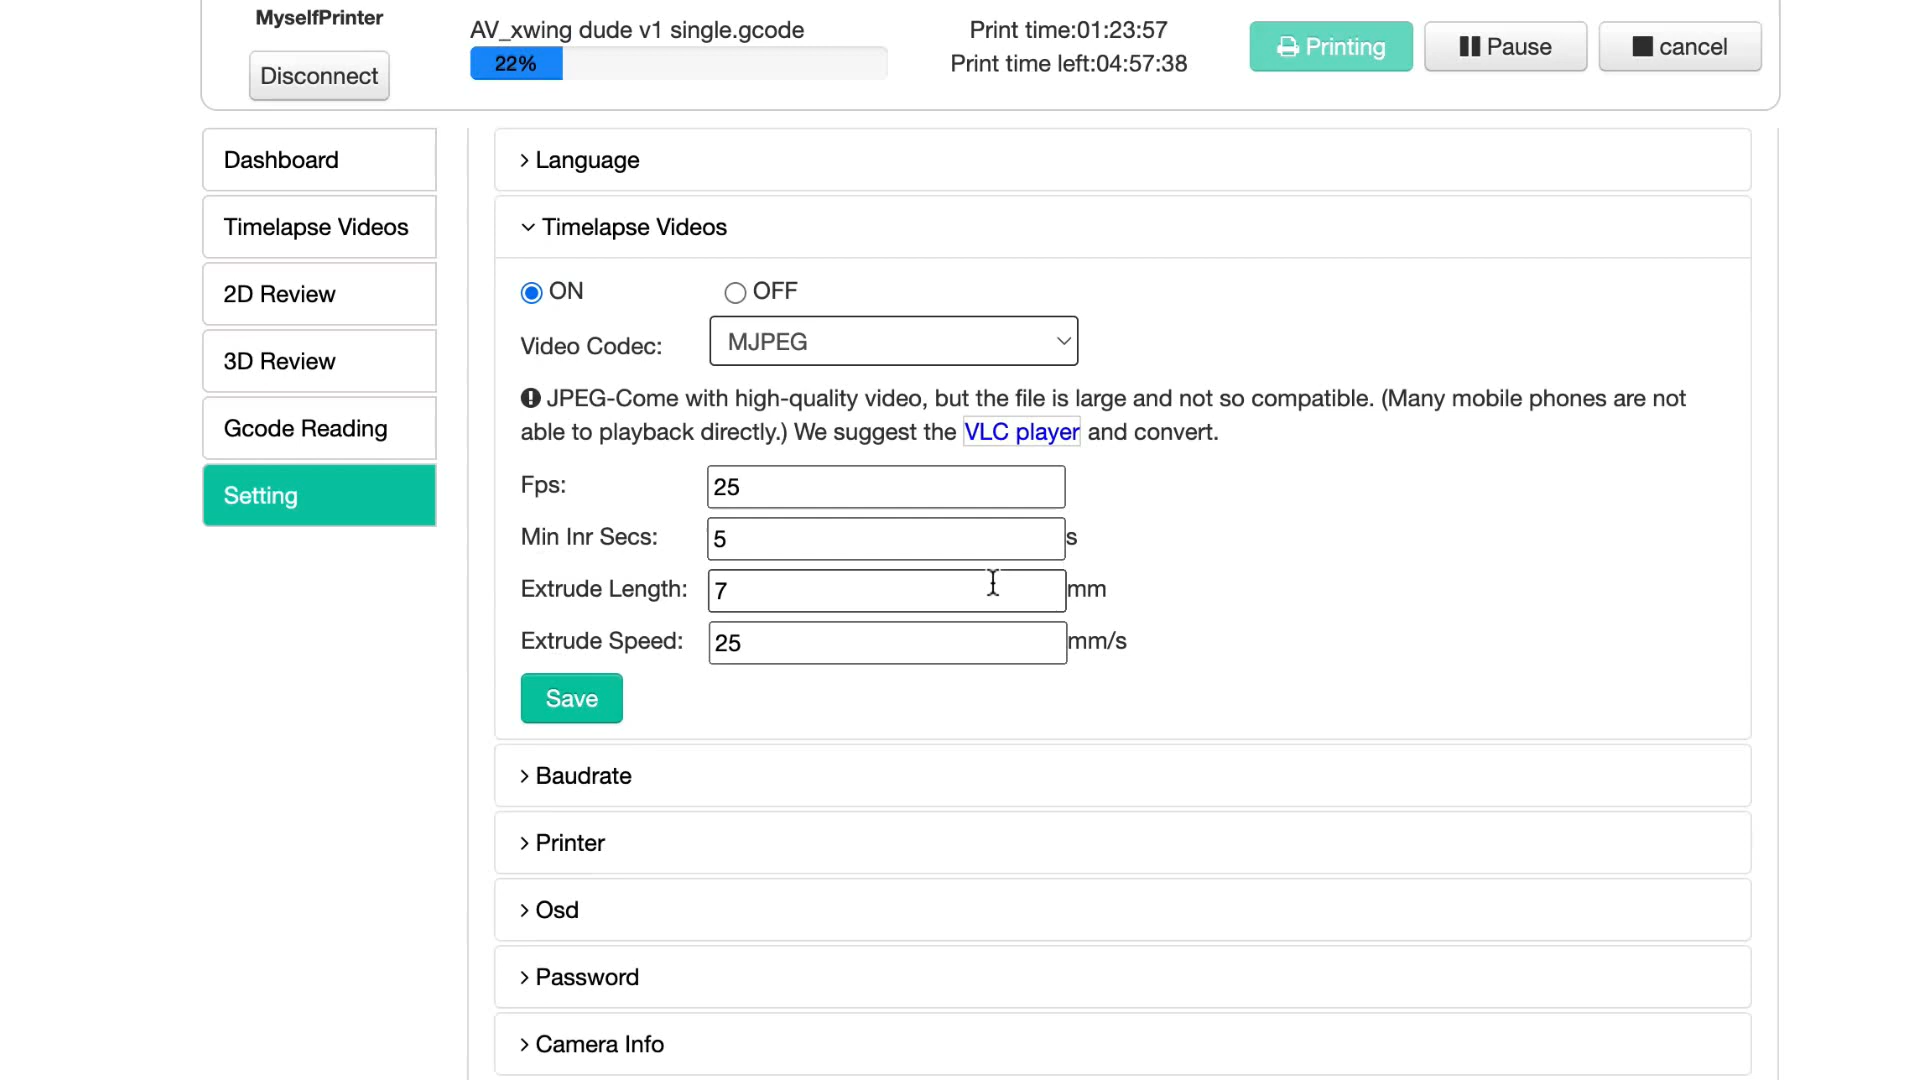 MyselfPrinter
Disconnect
AV_xwing dude v1 single.gcode
22%
Print time:01:23:57
Print time left:04:57:38
Printing
Pause
cancel
Dashboard
Timelapse Videos
2D Review
3D Review
Gcode Reading
Setting
Language
Timelapse Videos
ON OFF
Video Codec: MJPEG
JPEG-Come with high-quality video, but the file is large and not so compatible. (Many mobile phones are not
able to playback directly.) We suggest the VLC player and convert.
Fps: 25
Min Inr Secs: 5 s
Extrude Length: 7 mm
Extrude Speed: 25 mm/s
Save
Baudrate
Printer
Osd
Password
Camera Info